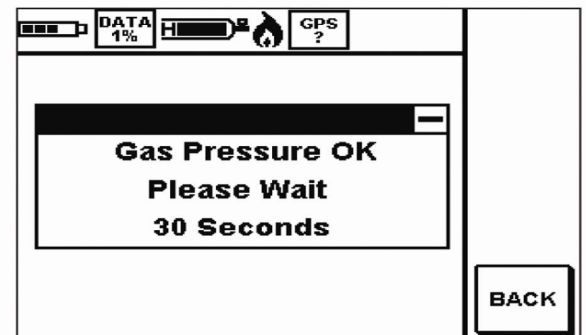 DATA
1%
H
GPS
?
Gas Pressure OK
Please Wait
30 Seconds
BACK